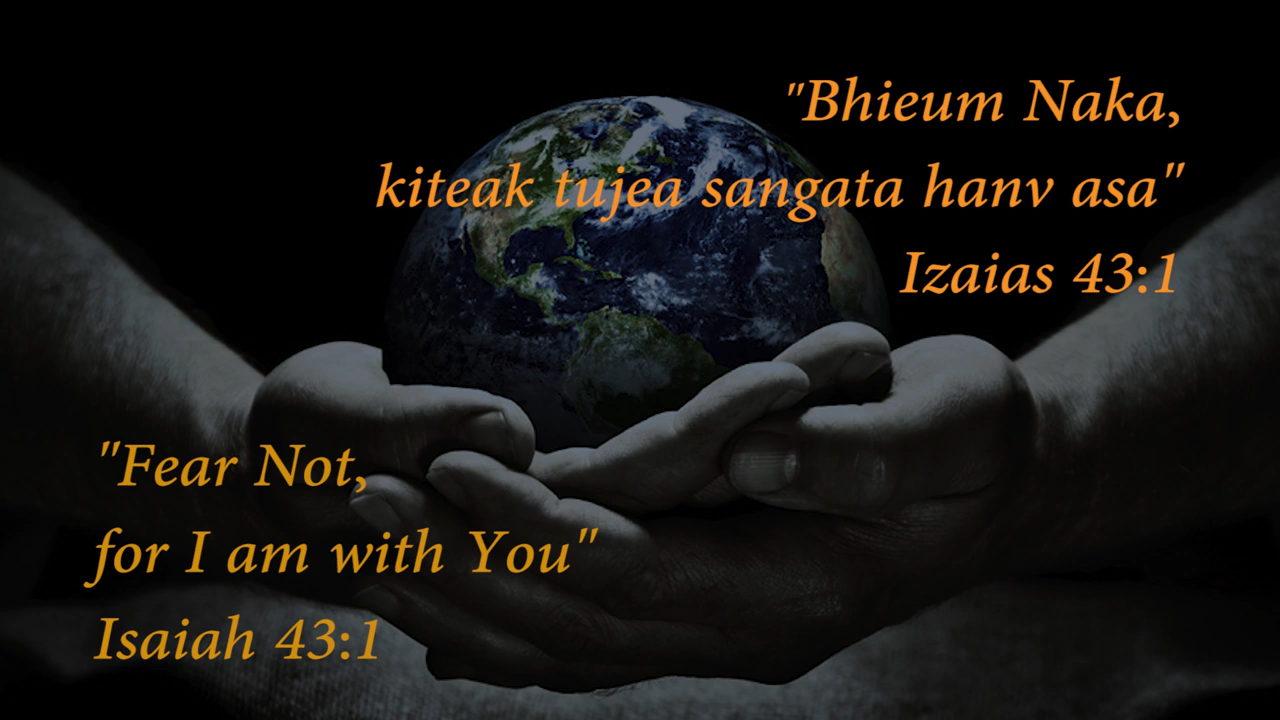 "Bhieum Naka,
kiteak tujea sangata hanv asa"
Izaias 43:1
"Fear Not,
for I am with You"
Isaiah 43:1